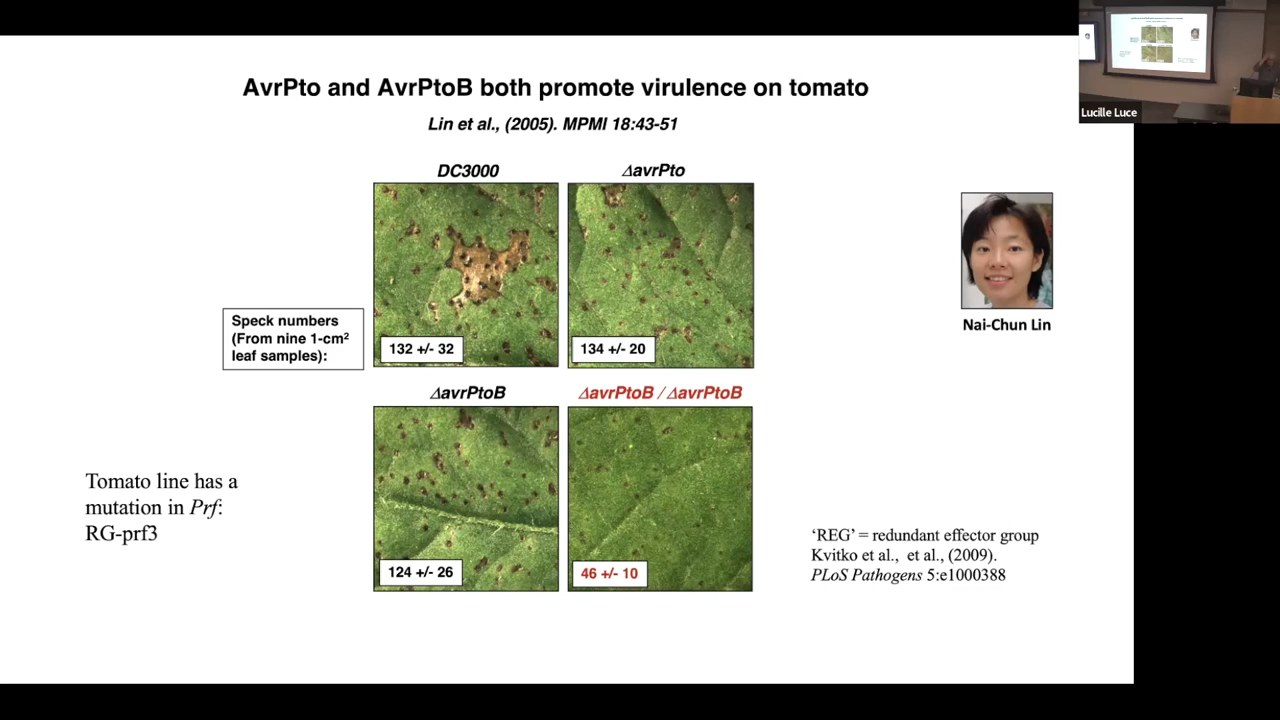 AvrPto and AvrPtoB both promote virulence on tomato
Lin et al., (2005). MPMI 18:43-51
DC3000
ΔavrPto
Speck numbers
(From nine 1-cm²
leaf samples):
132 +/- 32
134 +/- 20
ΔavrPtoB
ΔavrPtoB / ΔavrPtoB
124 +/- 26
46 +/- 10
Tomato line has a
mutation in Prf:
RG-prf3
Nai-Chun Lin
‘REG’ = redundant effector group
Kvitko et al., et al., (2009).
PLoS Pathogens 5:e1000388
Lucille Luce